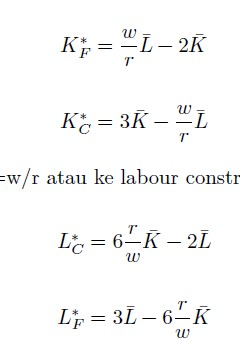 K*_F = w/r L̄ − 2K̄
K*_C = 3K̄ − w/r L̄
=w/r atau ke labour constr
L*_C = 6 r/w K̄ − 2L̄
L*_F = 3L̄ − 6 r/w K̄